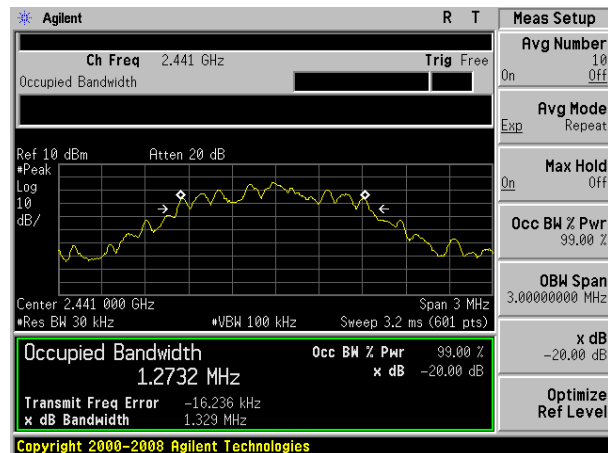 Agilent R T
Ch Freq 2.441 GHz Trig Free
Occupied Bandwidth
Ref 10 dBm Atten 20 dB
#Peak
Log
10
dB/
Center 2.441 000 GHz Span 3 MHz
#Res BW 30 kHz #VBW 100 kHz Sweep 3.2 ms (601 pts)
Occupied Bandwidth Occ BW % Pwr 99.00 %
1.2732 MHz x dB -20.00 dB
Transmit Freq Error -16.236 kHz
x dB Bandwidth 1.329 MHz
Copyright 2000-2008 Agilent Technologies
Meas Setup
Avg Number
10
On Off
Avg Mode
Exp Repeat
Max Hold
On Off
Occ BW % Pwr
99.00 %
OBW Span
3.00000000 MHz
x dB
-20.00 dB
Optimize
Ref Level